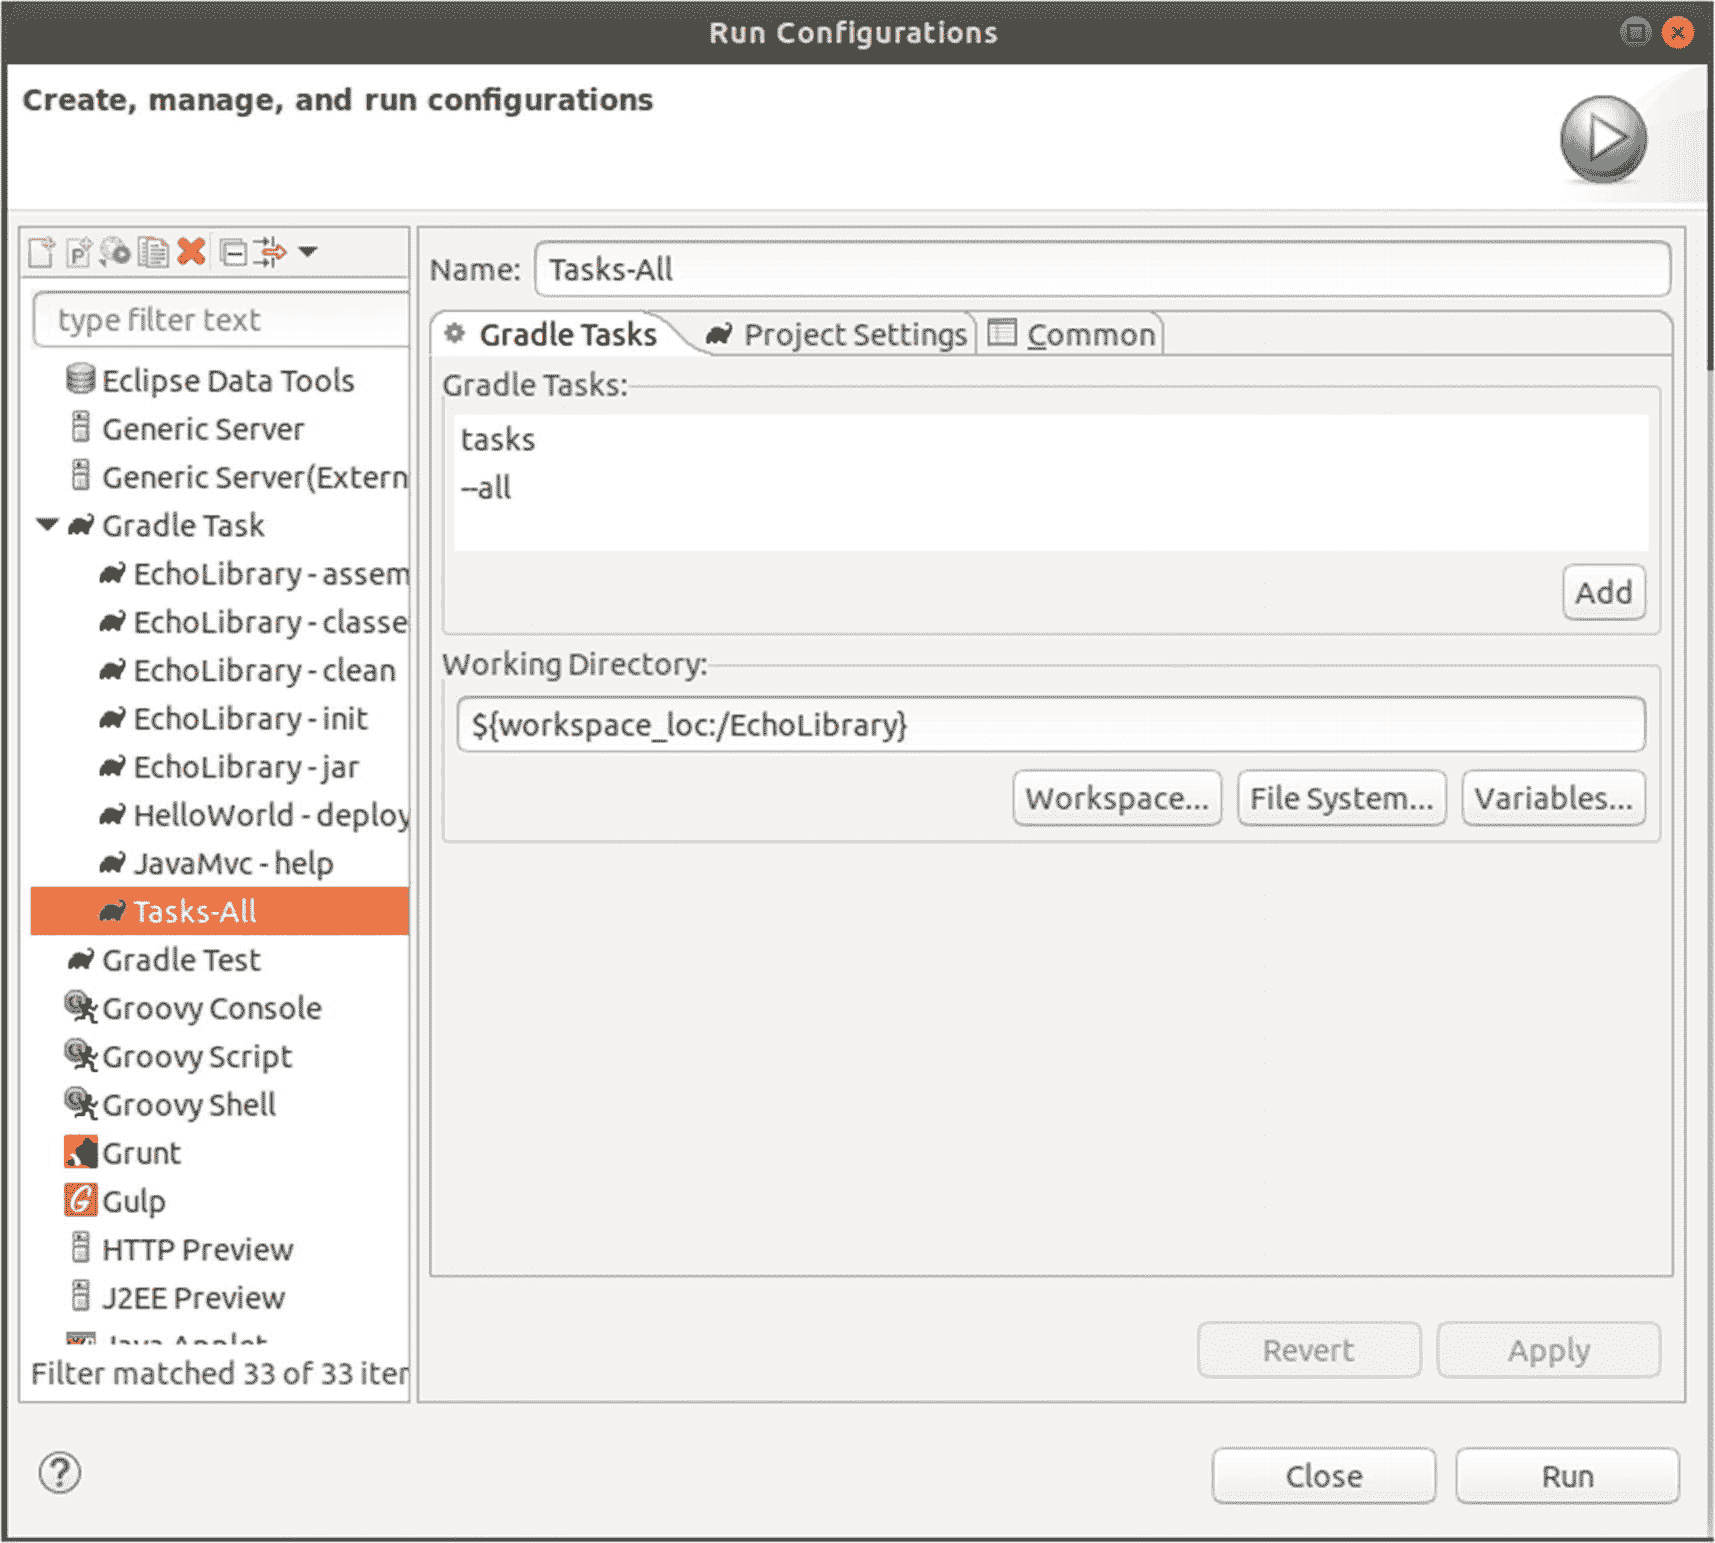 Run Configurations
Create, manage, and run configurations
type filter text
Eclipse Data Tools
Generic Server
Generic Server(Extern
Gradle Task
EchoLibrary - assem
EchoLibrary - classe
EchoLibrary - clean
EchoLibrary - init
EchoLibrary - jar
HelloWorld - deploy
JavaMvc - help
Tasks-All
Gradle Test
Groovy Console
Groovy Script
Groovy Shell
Grunt
Gulp
HTTP Preview
J2EE Preview
Java Applet
Filter matched 33 of 33 iter
Name: Tasks-All
Gradle Tasks Project Settings Common
Gradle Tasks:
tasks
--all
Add
Working Directory:
${workspace_loc:/EchoLibrary}
Workspace... File System... Variables...
Revert Apply
Close Run